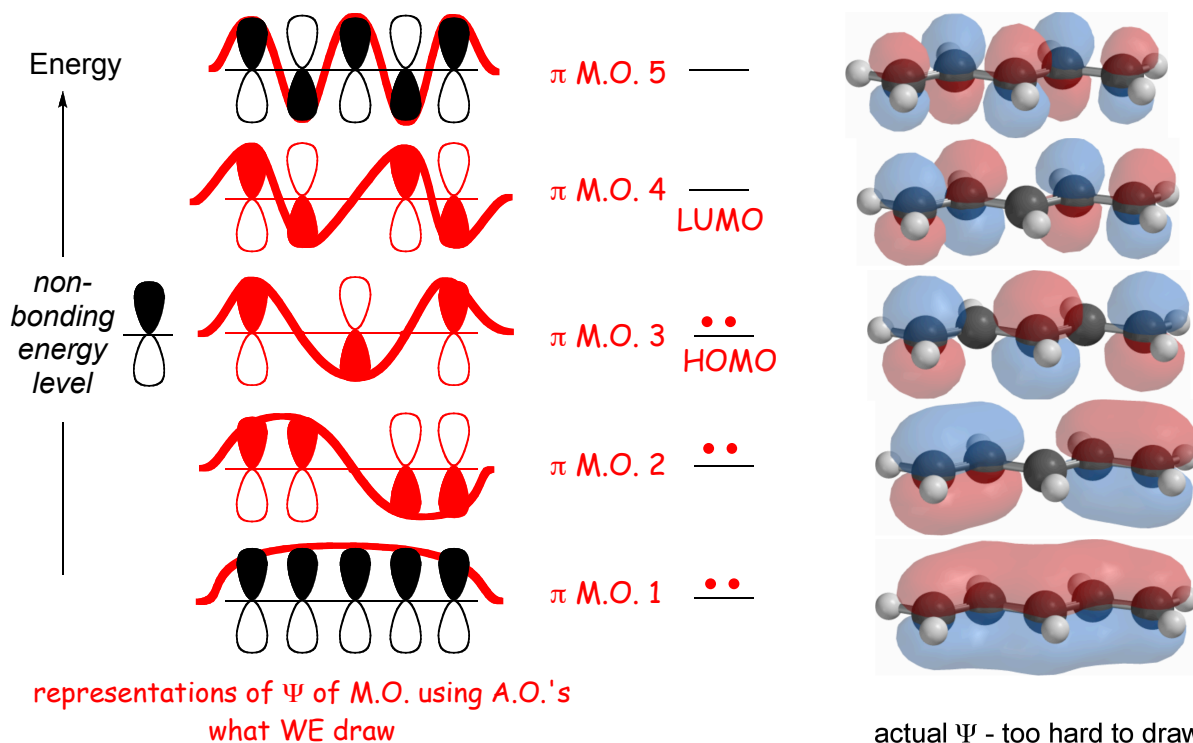 Energy
π M.O. 5
π M.O. 4
LUMO
non-
bonding
energy
level
π M.O. 3
HOMO
π M.O. 2
π M.O. 1
representations of Ψ of M.O. using A.O.'s
what WE draw
actual Ψ - too hard to draw